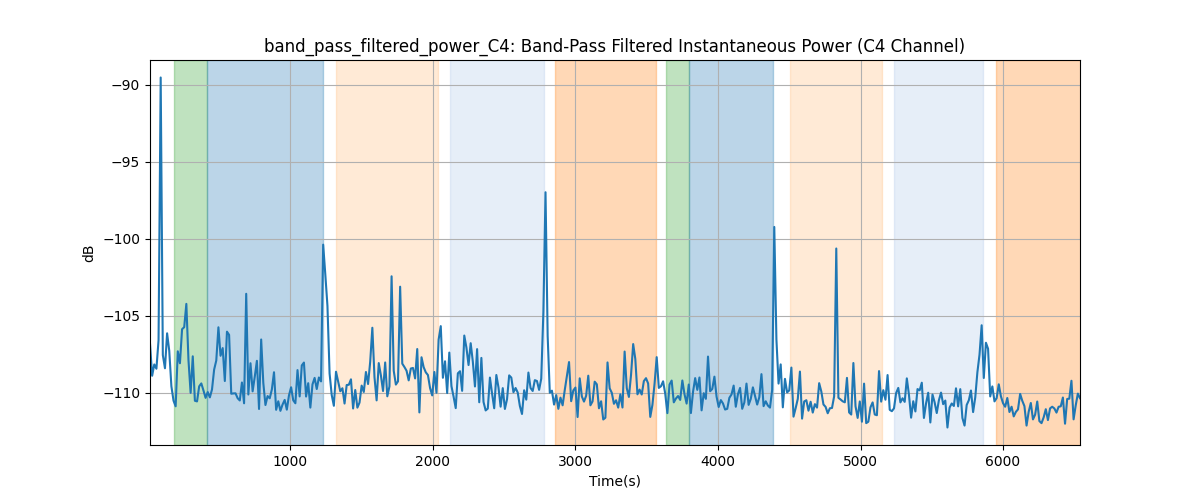 band_pass_filtered_power_C4: Band-Pass Filtered Instantaneous Power (C4 Channel)
−90
−95
−100
−105
−110
dB
1000 2000 3000 4000 5000 6000
Time(s)